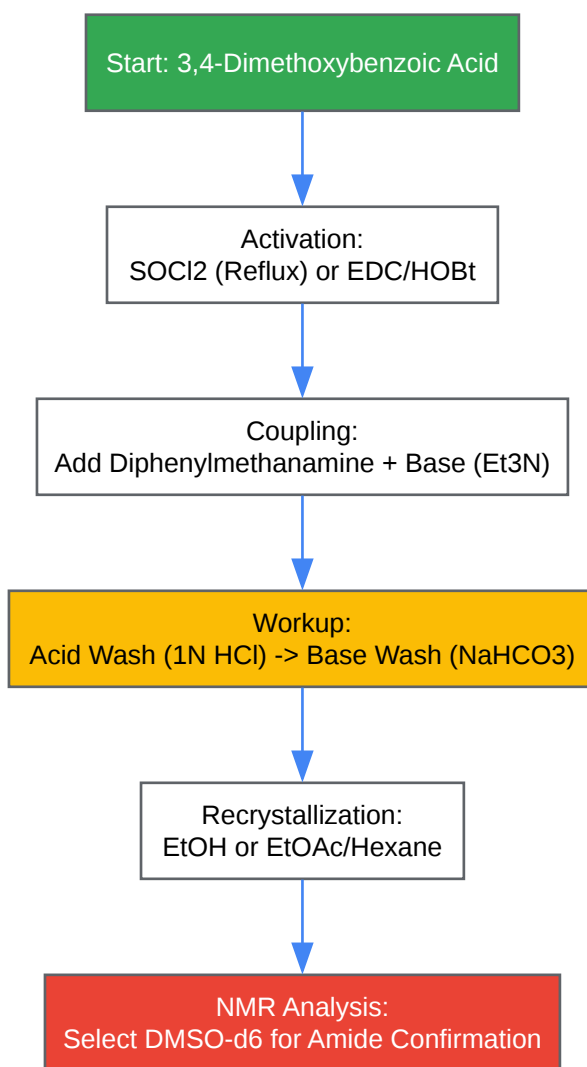 Start: 3,4-Dimethoxybenzoic Acid
Activation:
SOCl2 (Reflux) or EDC/HOBt
Coupling:
Add Diphenylmethanamine + Base (Et3N)
Workup:
Acid Wash (1N HCl) -> Base Wash (NaHCO3)
Recrystallization:
EtOH or EtOAc/Hexane
NMR Analysis:
Select DMSO-d6 for Amide Confirmation